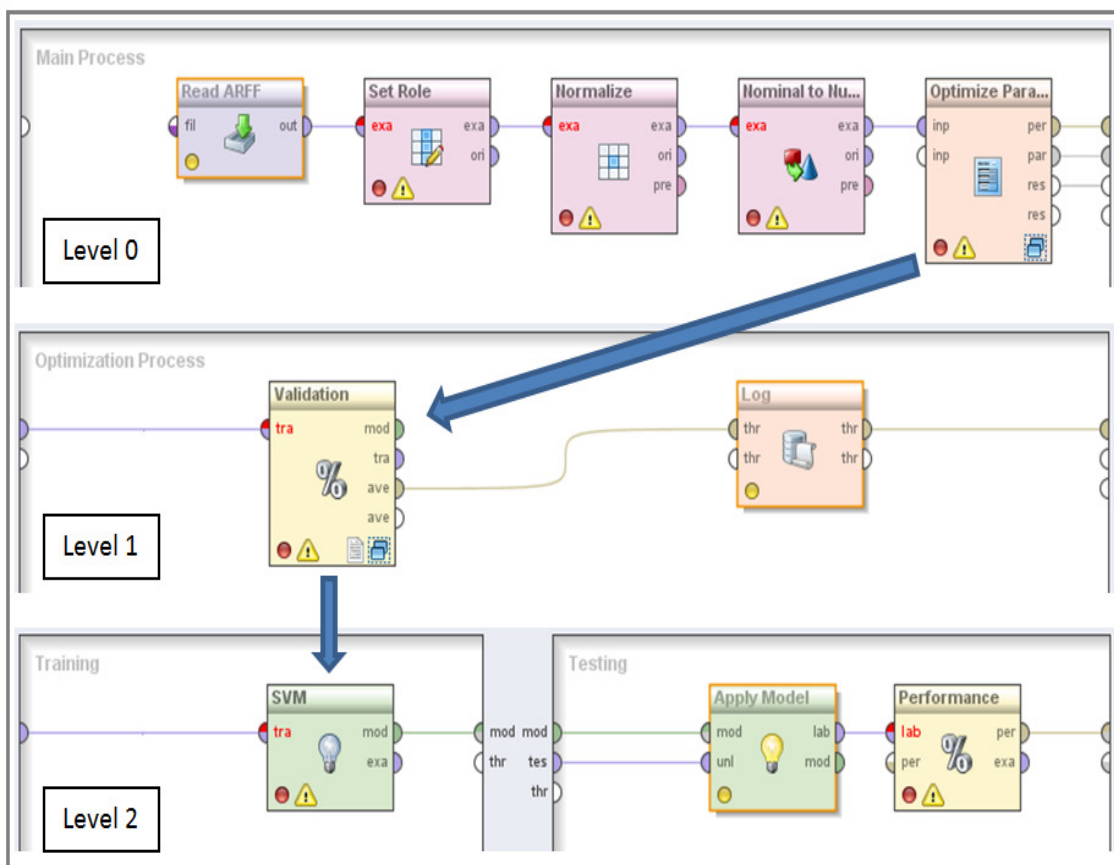 Main Process
Read ARFF
Set Role
Normalize
Nominal to Nu...
Optimize Para...
fil out
exa exa
ori
exa exa
ori
pre
exa exa
ori
pre
inp per
inp par
res
res
Level 0
Optimization Process
Validation
Log
tra mod
tra
ave
ave
thr thr
thr thr
%
Level 1
Training
Testing
SVM
Apply Model
Performance
tra mod
exa
mod mod
thr tes
thr
mod lab
unl mod
lab per
per exa
%
Level 2